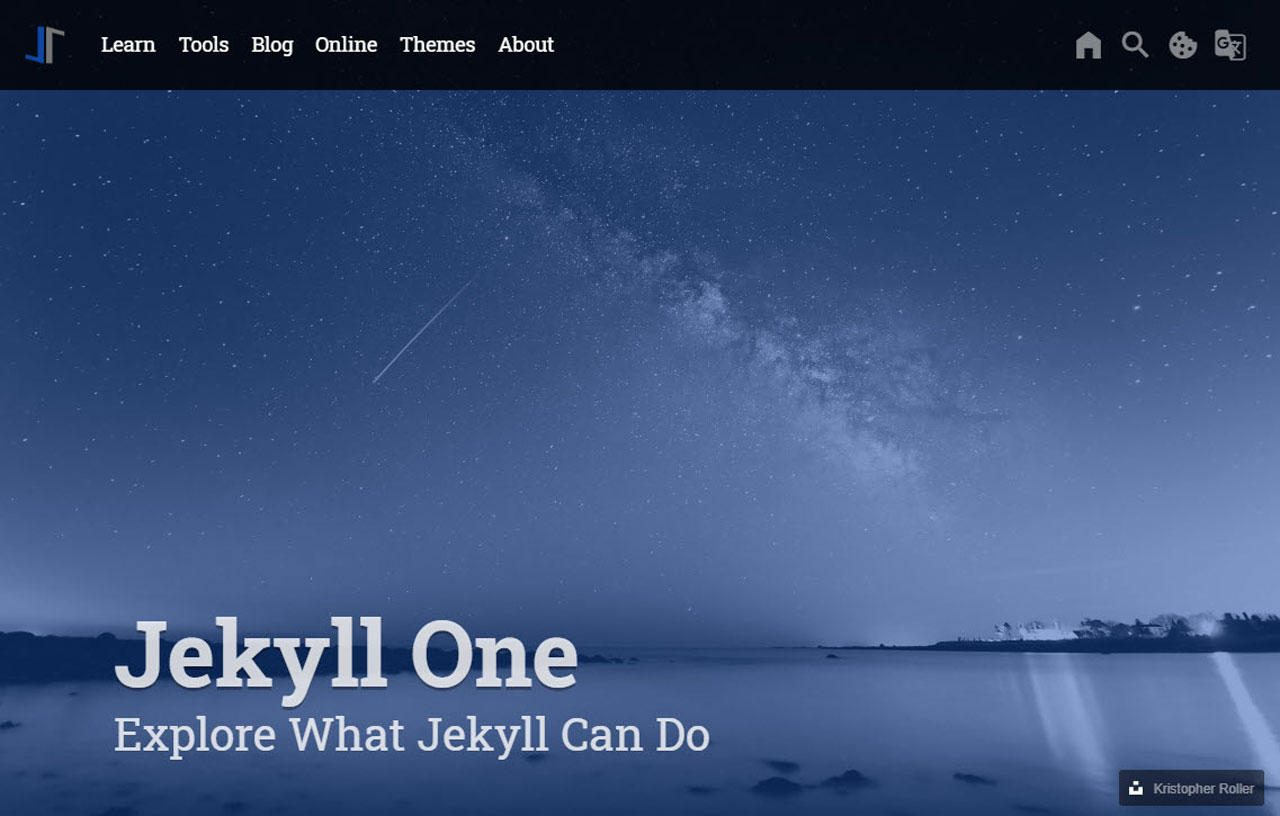 Learn Tools Blog Online Themes About
Jekyll One
Explore What Jekyll Can Do
Kristopher Roller